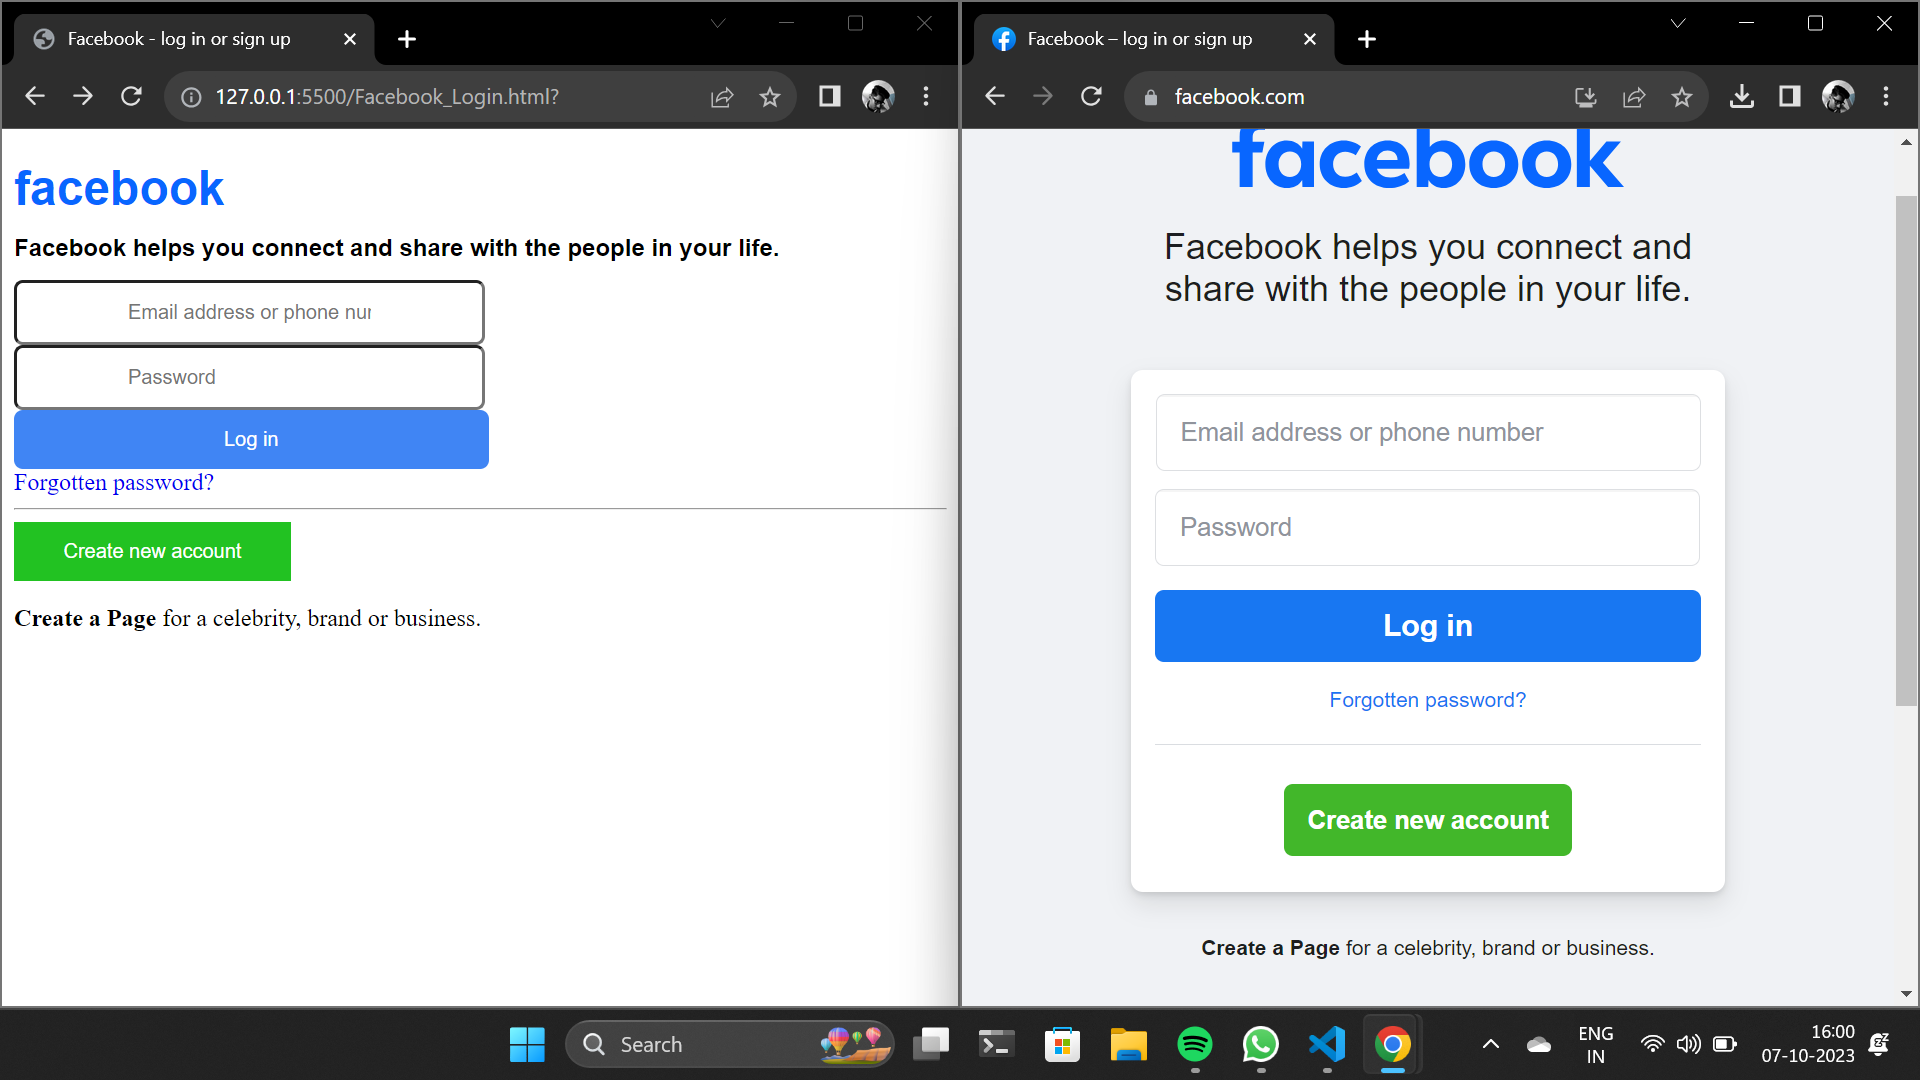 Facebook - log in or sign up
127.0.0.1:5500/Facebook_Login.html?
facebook
Facebook helps you connect and share with the people in your life.
Email address or phone nur
Password
Log in
Forgotten password?
Create new account
Create a Page for a celebrity, brand or business.
Facebook – log in or sign up
facebook.com
facebook
Facebook helps you connect and
share with the people in your life.
Email address or phone number
Password
Log in
Forgotten password?
Create new account
Create a Page for a celebrity, brand or business.
Search
ENG
IN
16:00
07-10-2023